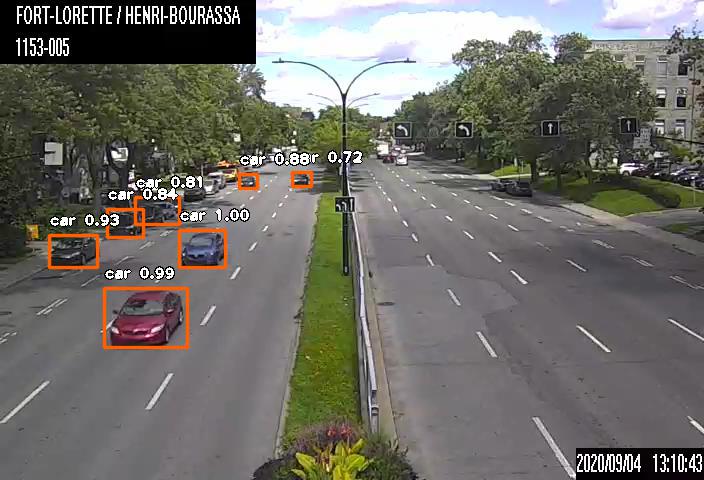 FORT-LORETTE / HENRI-BOURASSA
1153-005
car 0.88
r 0.72
car 0.81
car 0.84
car 0.93
car 1.00
car 0.99
2020/09/04 13:10:43